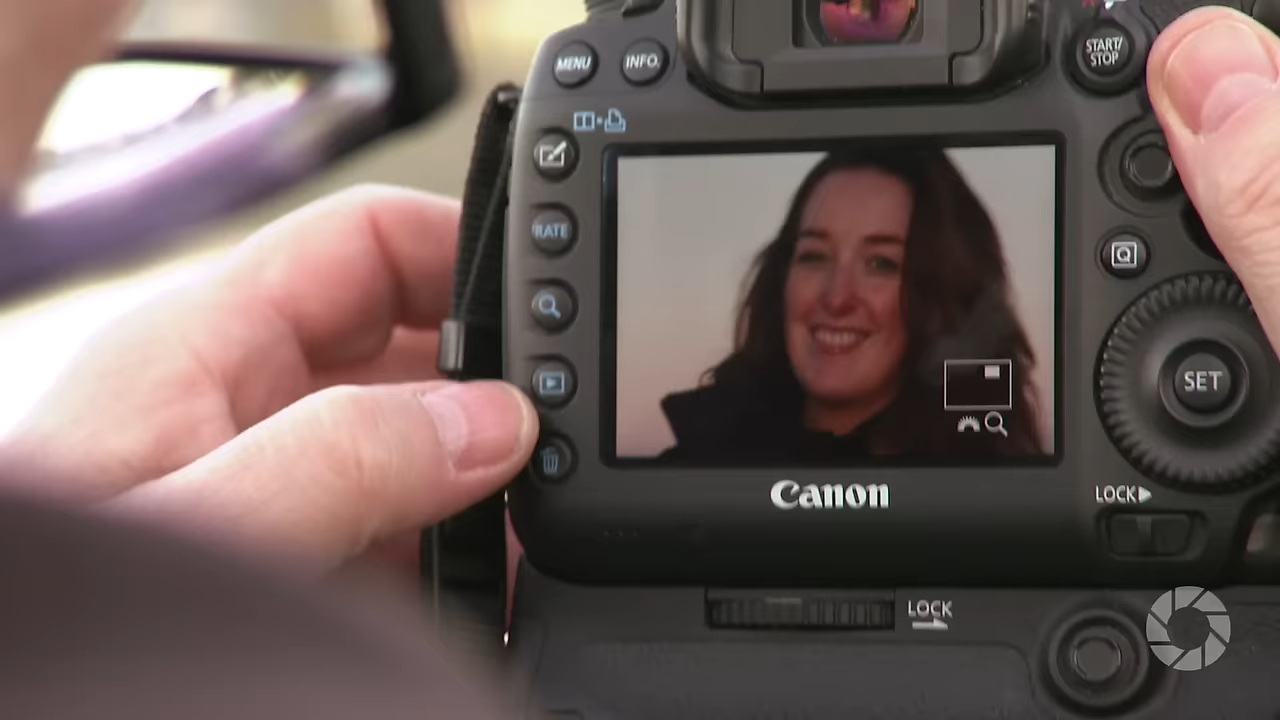 MENU
INFO.
START/
STOP
RATE
Q
SET
Canon
LOCK
LOCK